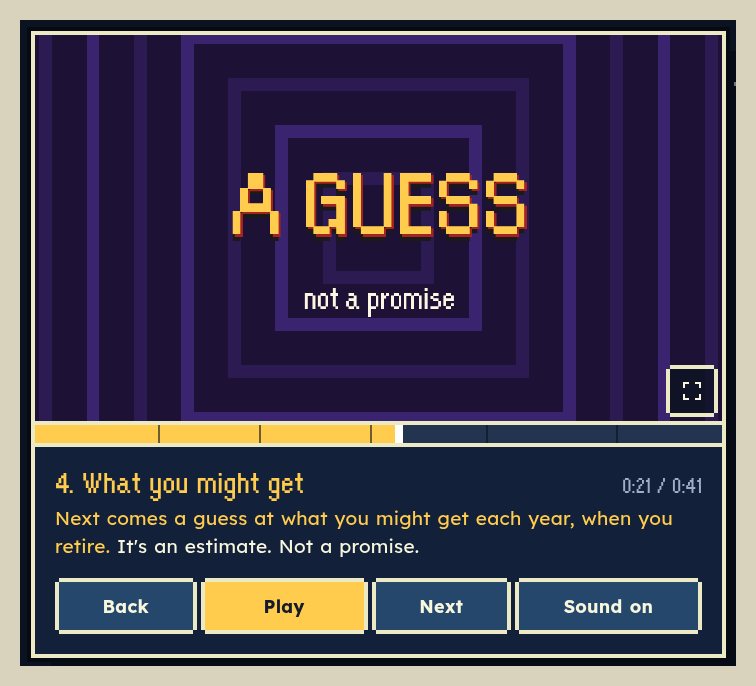 A GUESS
not a promise
4. What you might get
0:21 / 0:41
Next comes a guess at what you might get each year, when you
retire. It's an estimate. Not a promise.
Back
Play
Next
Sound on